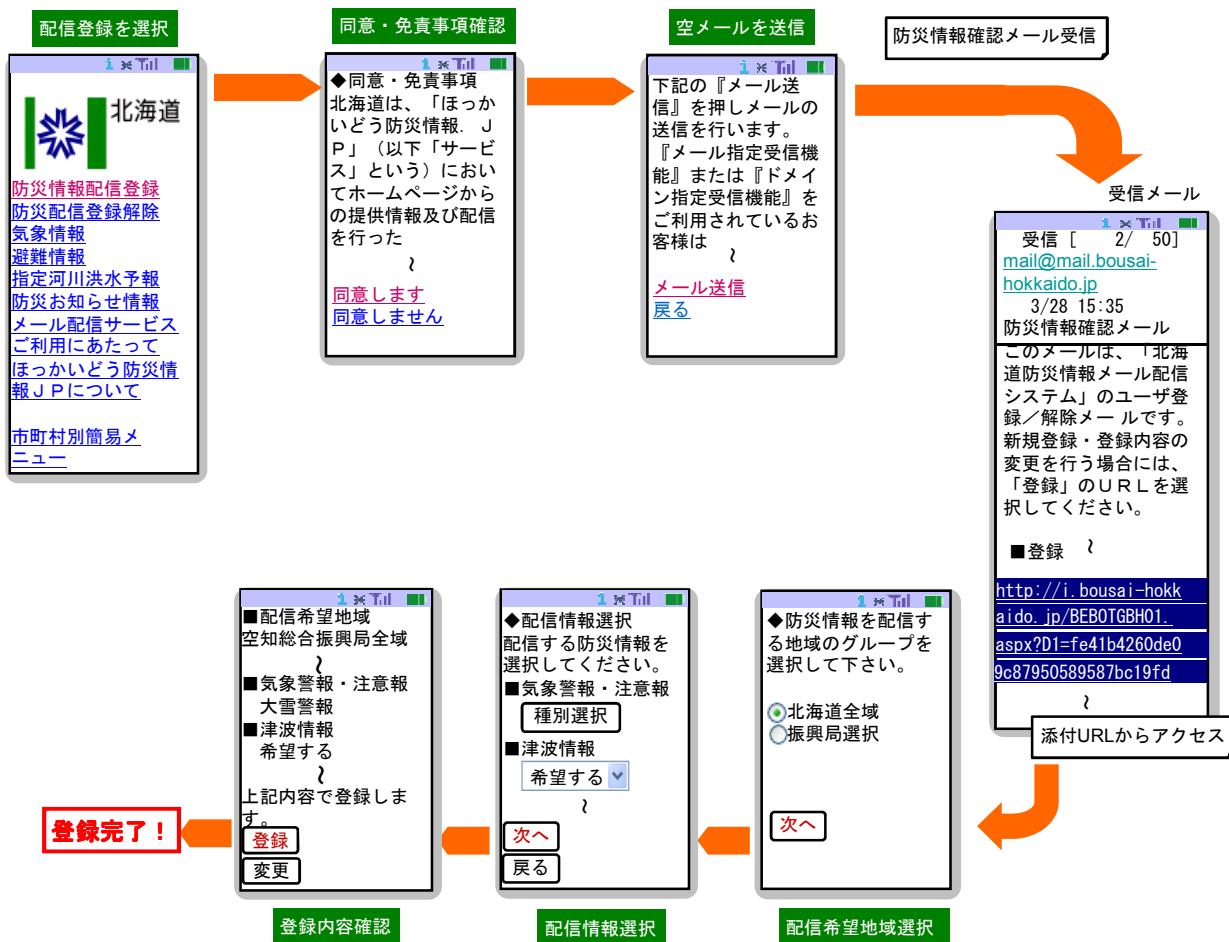 配信登録を選択
北海道
防災情報配信登録
防災配信登録解除
気象情報
避難情報
指定河川洪水予報
防災お知らせ情報
メール配信サービス
ご利用にあたって
ほっかいどう防災情
報JPについて
市町村別簡易メ
ニュー
同意・免責事項確認
◆同意・免責事項
北海道は、「ほっか
いどう防災情報．Ｊ
Ｐ」（以下「サービ
ス」という）におい
てホームページから
の提供情報及び配信
を行った
～
同意します
同意しません
空メールを送信
下記の『メール送
信』を押しメールの
送信を行います。
『メール指定受信機
能』または『ドメイ
ン指定受信機能』を
ご利用されているお
客様は
～
メール送信
戻る
防災情報確認メール受信
受信メール
受信［　2/　50］
mail@mail.bousai-
hokkaido.jp
3/28 15:35
防災情報確認メール
このメールは、「北海
道防災情報メール配信
システム」のユーザ登
録／解除メールです。
新規登録・登録内容の
変更を行う場合には、
「登録」のＵＲＬを選
択してください。
■登録　～
http://i.bousai-hokk
aido.jp/BEBOTGBH01.
aspx?D1=fe41b4260de0
9c87950589587bc19fd
～
添付URLからアクセス
◆防災情報を配信す
る地域のグループを
選択して下さい。
北海道全域
振興局選択
次へ
配信希望地域選択
◆配信情報選択
配信する防災情報を
選択してください。
■気象警報・注意報
種別選択
■津波情報
希望する
～
次へ
戻る
配信情報選択
■配信希望地域
空知総合振興局全域
～
■気象警報・注意報
大雪警報
■津波情報
希望する
～
上記内容で登録しま
す。
登録
変更
登録内容確認
登録完了！